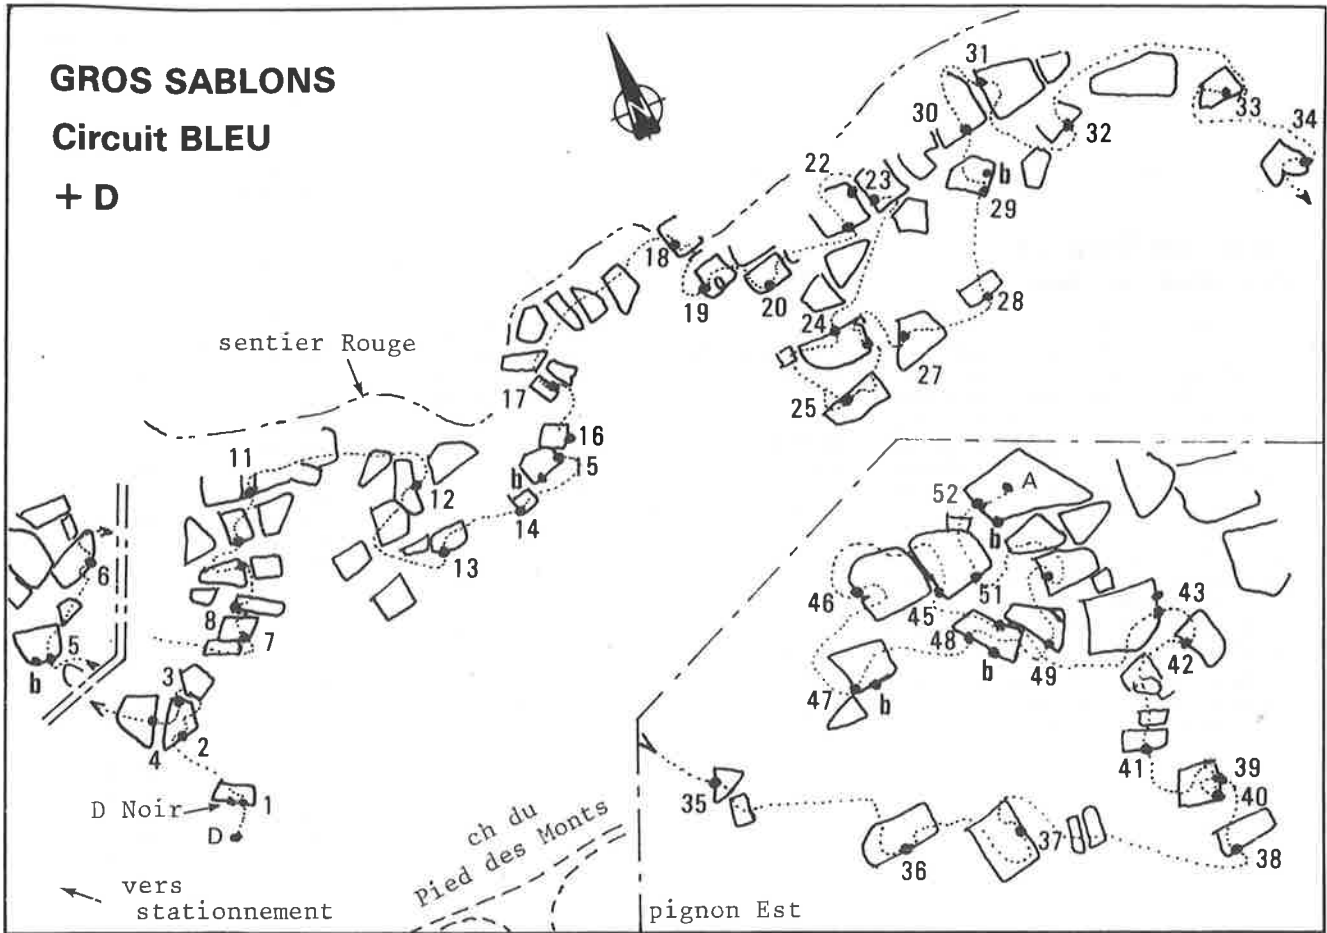 GROS SABLONS
Circuit BLEU
+ D
N
sentier Rouge
31
30
33
34
32
22
23
b
29
18
19
20
28
24
27
17
25
16
15
b
14
11
12
13
6
8
7
5
b
3
4
2
D Noir
1
D
ch du
Pied des Monts
vers
stationnement
52
A
b
46
45
51
43
48
b
49
42
47
b
41
39
40
35
36
37
38
pignon Est